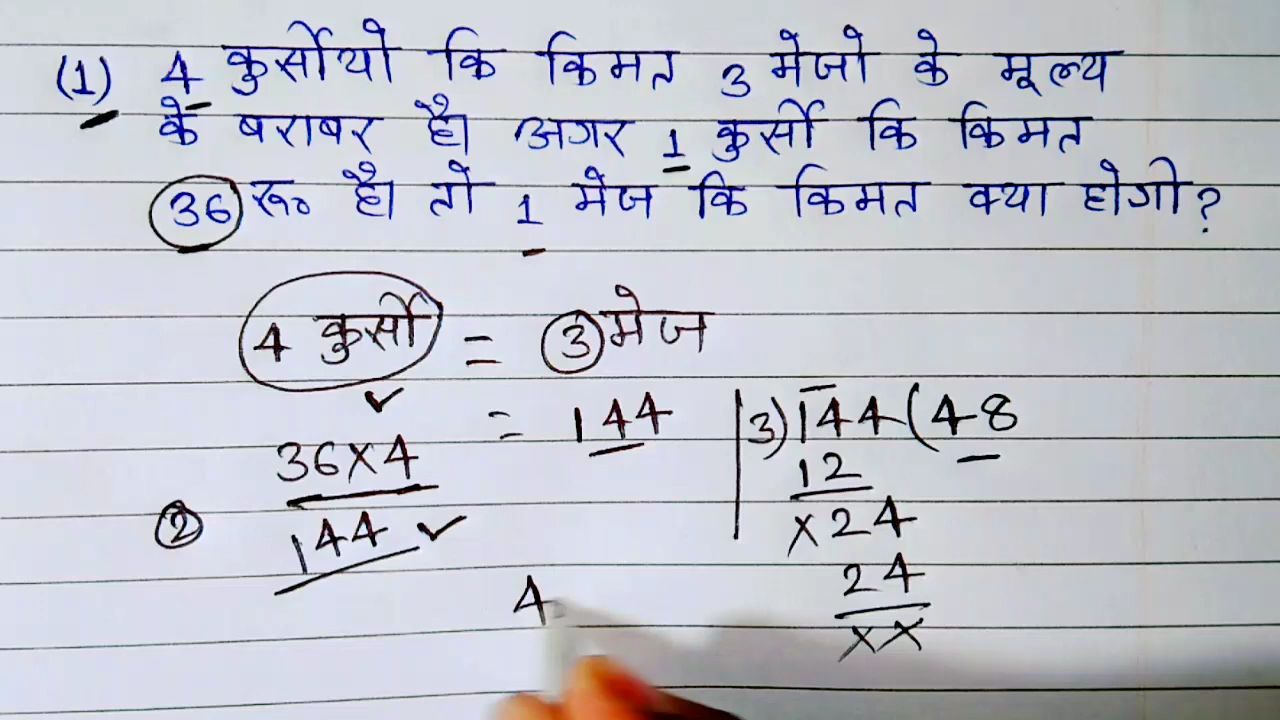 (1) 4 कुर्सीयो कि किमत 3 मेजो के मूल्य
के बराबर है। अगर 1 कुर्सी कि किमत
36 रू० है। तो 1 मेज कि किमत क्या होगी?
4 कुर्सी = 3 मेज
36×4 = 144
144
3)144(48
12
×24
24
××
2
4